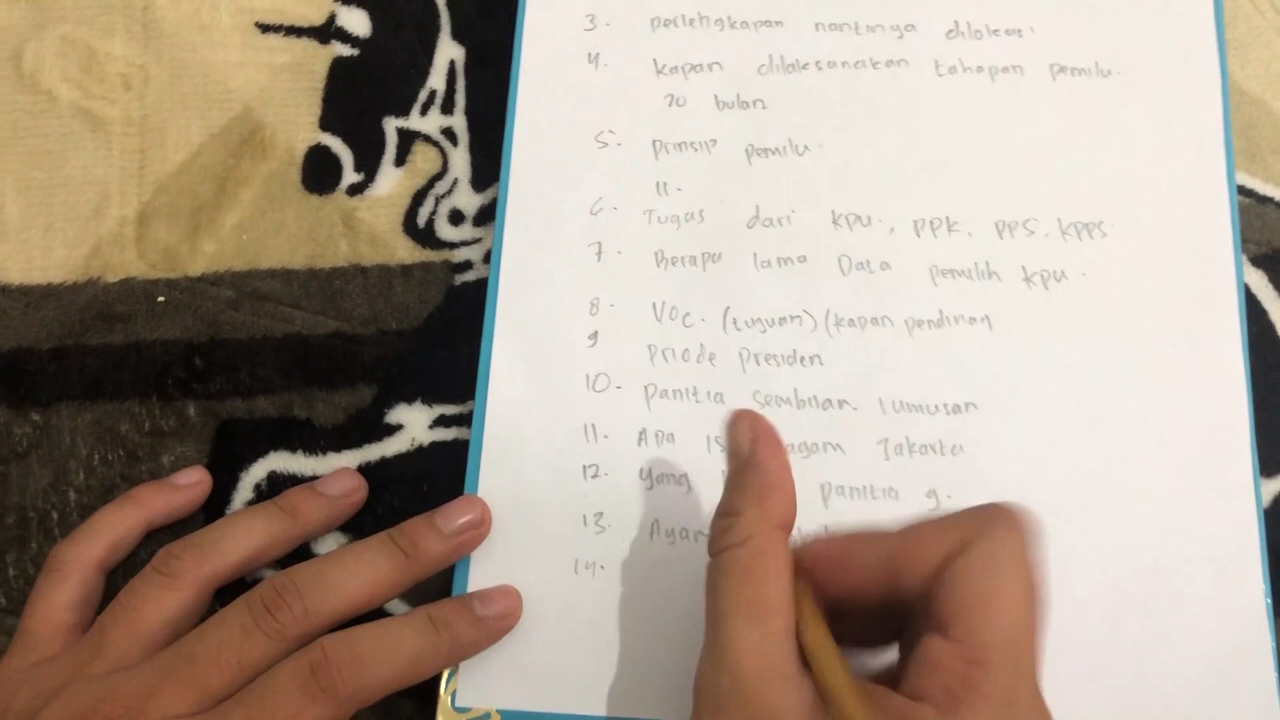 3. perlengkapan nantinya dilokasi
4. kapan dilaksanakan tahapan pemilu.
20 bulan
5. prinsip pemilu.
11.
6. Tugas dari kpu., PPK, PPS, KPPS.
7. Berapa lama Data pemilih kpu.
8. VOC. (tujuan) (kapan
9 Priode Presiden
10. panitia sembilan. rumusan
11. Apa agam Jakarta
12. Yang panitia 9.
13.
14.